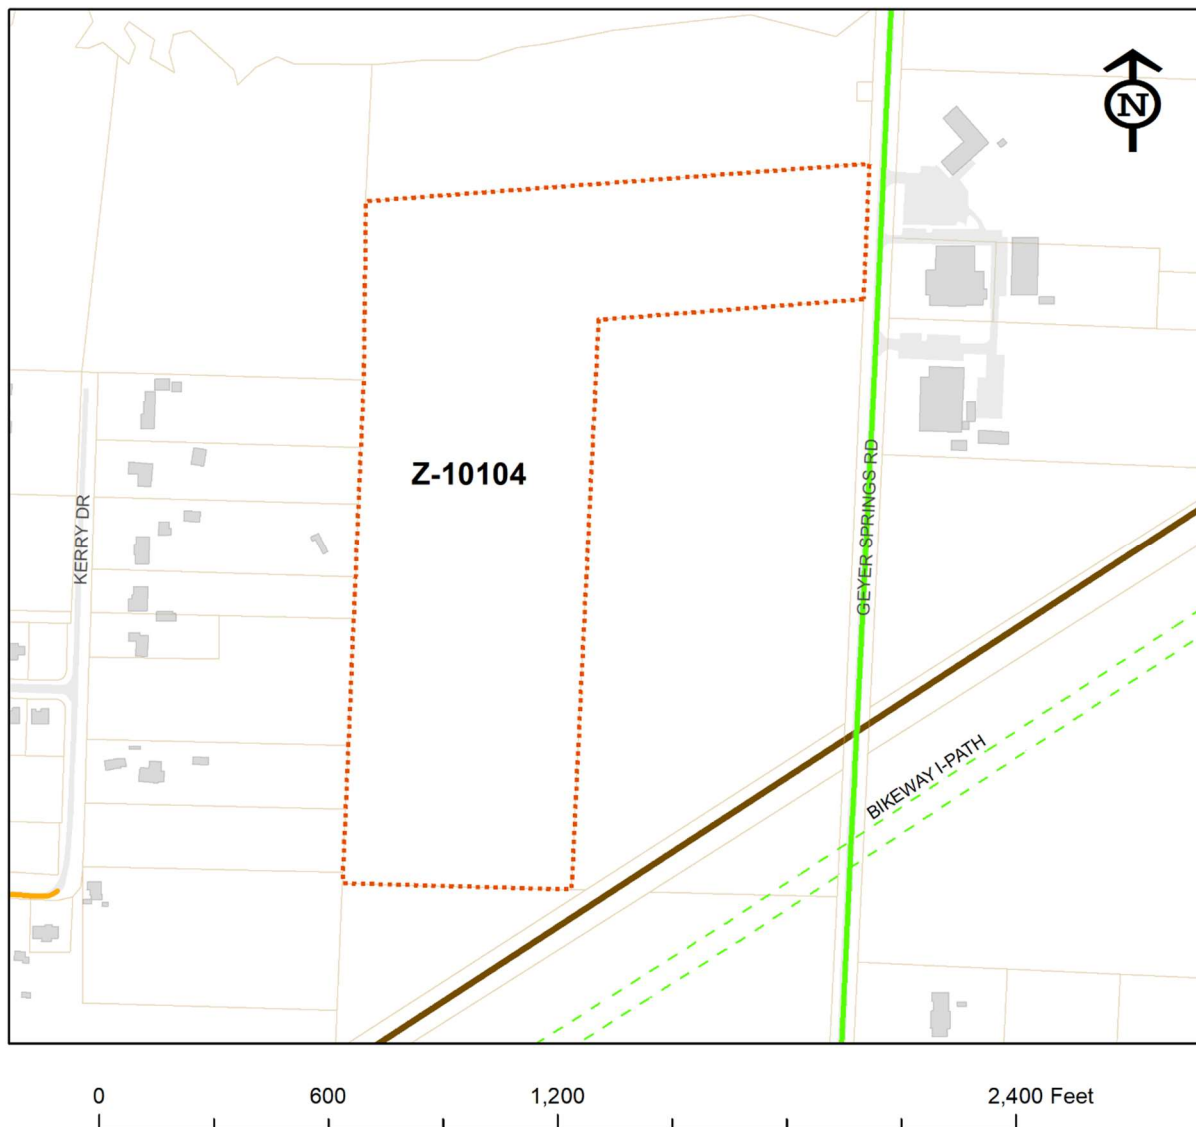 N
Z-10104
KERRY DR
GEYER SPRINGS RD
BIKEWAY I-PATH
0 600 1,200 2,400 Feet